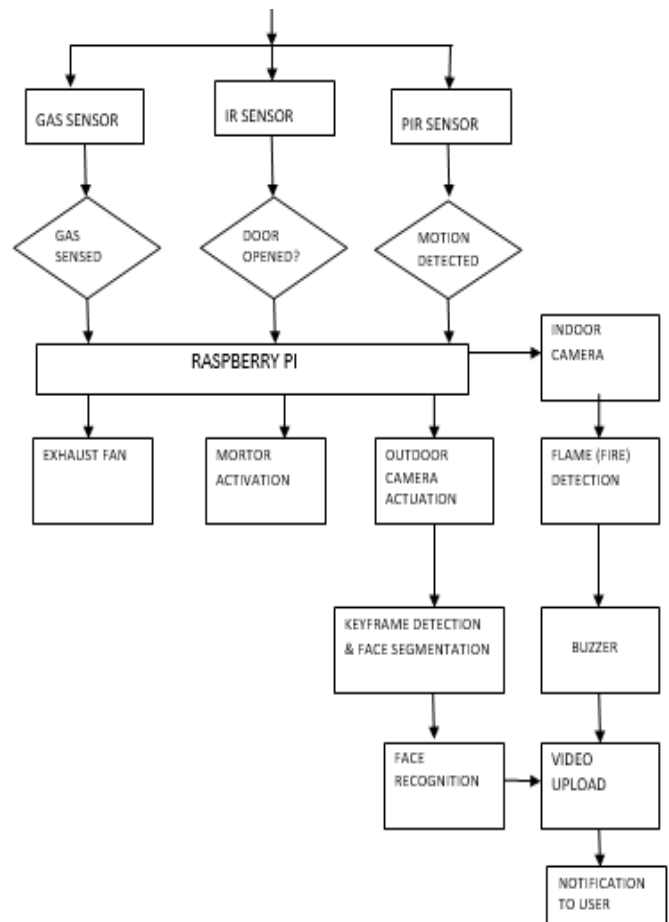 GAS SENSOR
IR SENSOR
PIR SENSOR
GAS
SENSED
DOOR
OPENED?
MOTION
DETECTED
RASPBERRY PI
INDOOR
CAMERA
EXHAUST FAN
MORTOR
ACTIVATION
OUTDOOR
CAMERA
ACTUATION
FLAME (FIRE)
DETECTION
KEYFRAME DETECTION
& FACE SEGMENTATION
BUZZER
FACE
RECOGNITION
VIDEO
UPLOAD
NOTIFICATION
TO USER